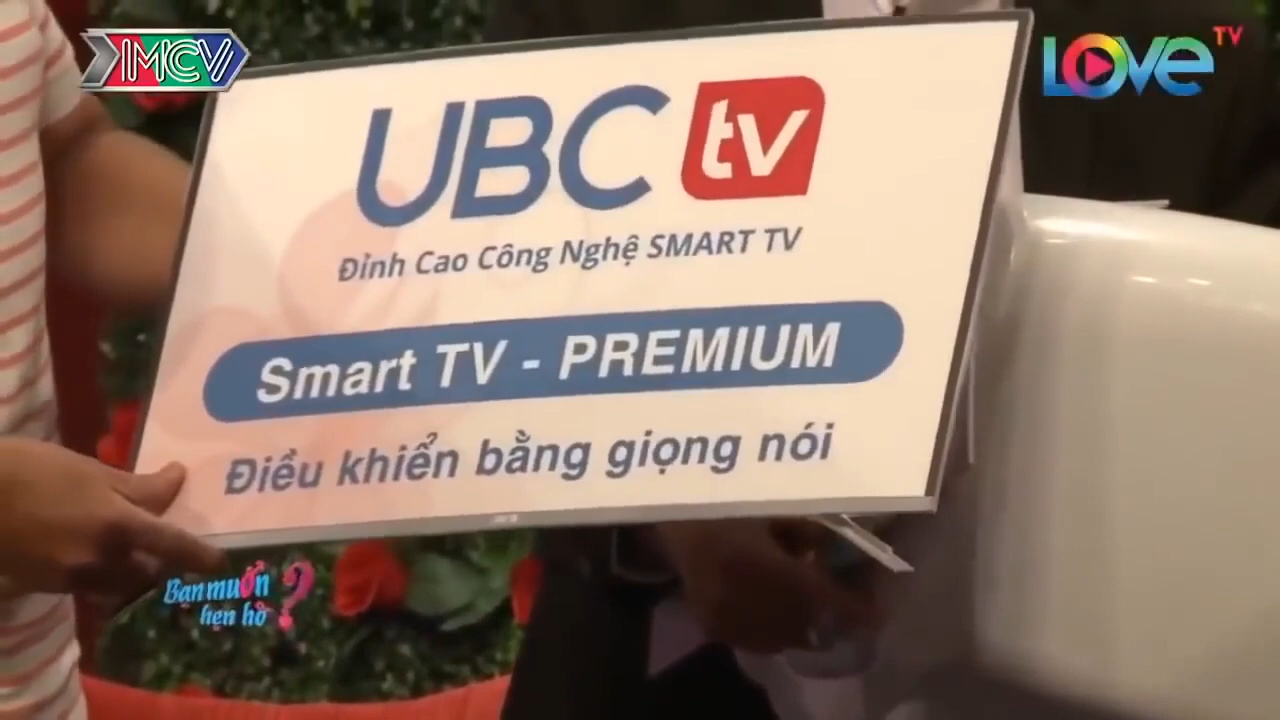 MCV
LOVE TV
UBC tv
Đỉnh Cao Công Nghệ SMART TV
Smart TV - PREMIUM
Điều khiển bằng giọng nói
Bạn muốn
hẹn hò ?